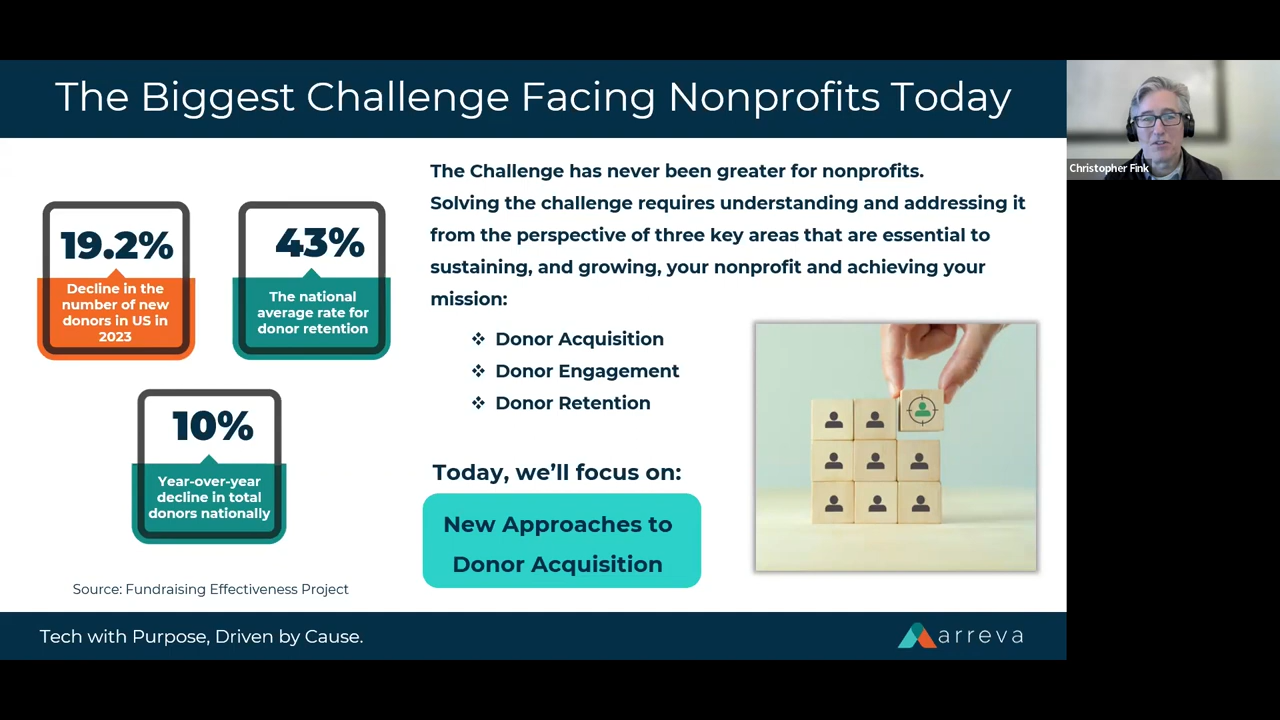 The Biggest Challenge Facing Nonprofits Today
Christopher Fink
19.2%
Decline in the
number of new
donors in US in
2023
43%
The national
average rate for
donor retention
10%
Year-over-year
decline in total
donors nationally
Source: Fundraising Effectiveness Project
The Challenge has never been greater for nonprofits.
Solving the challenge requires understanding and addressing it
from the perspective of three key areas that are essential to
sustaining, and growing, your nonprofit and achieving your
mission:
❖ Donor Acquisition
❖ Donor Engagement
❖ Donor Retention
Today, we’ll focus on:
New Approaches to
Donor Acquisition
Tech with Purpose, Driven by Cause.
arreva